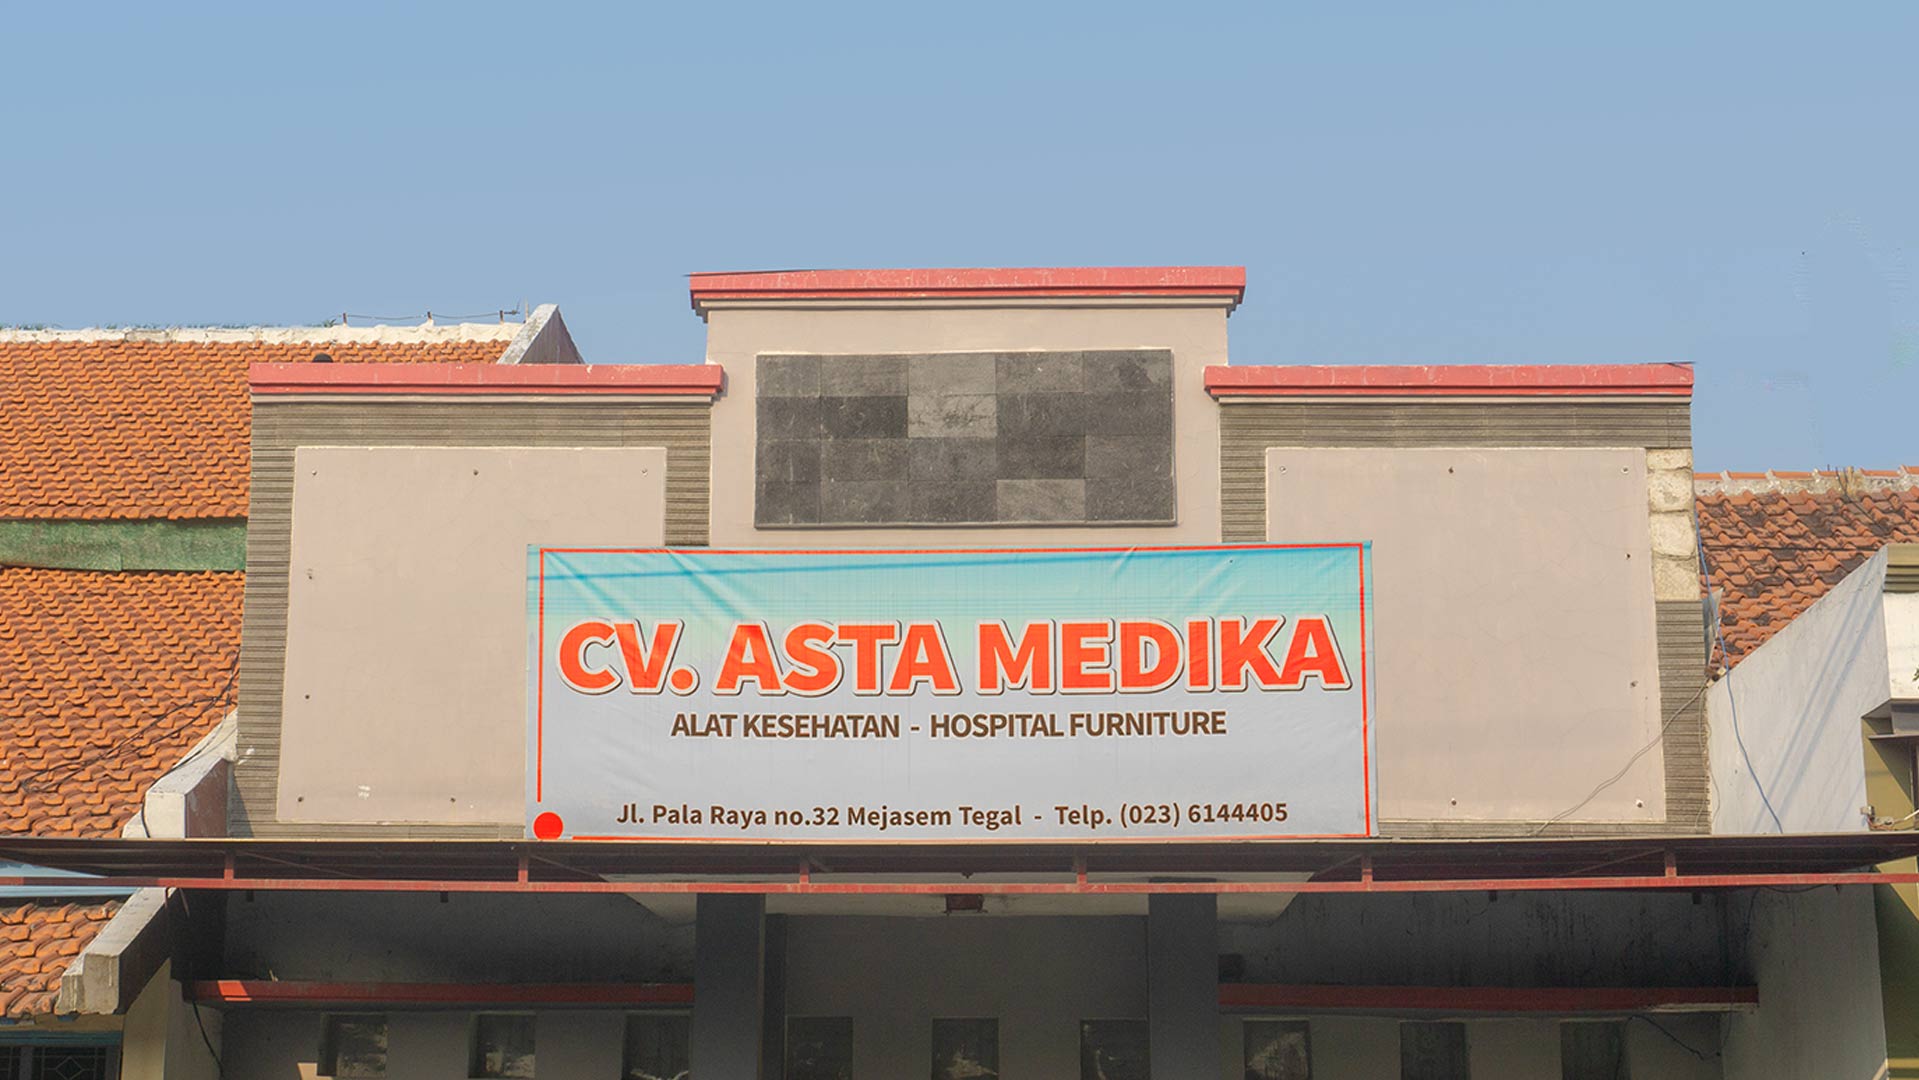 CV. ASTA MEDIKA
ALAT KESEHATAN - HOSPITAL FURNITURE
Jl. Pala Raya no.32 Mejasem Tegal - Telp. (023) 6144405